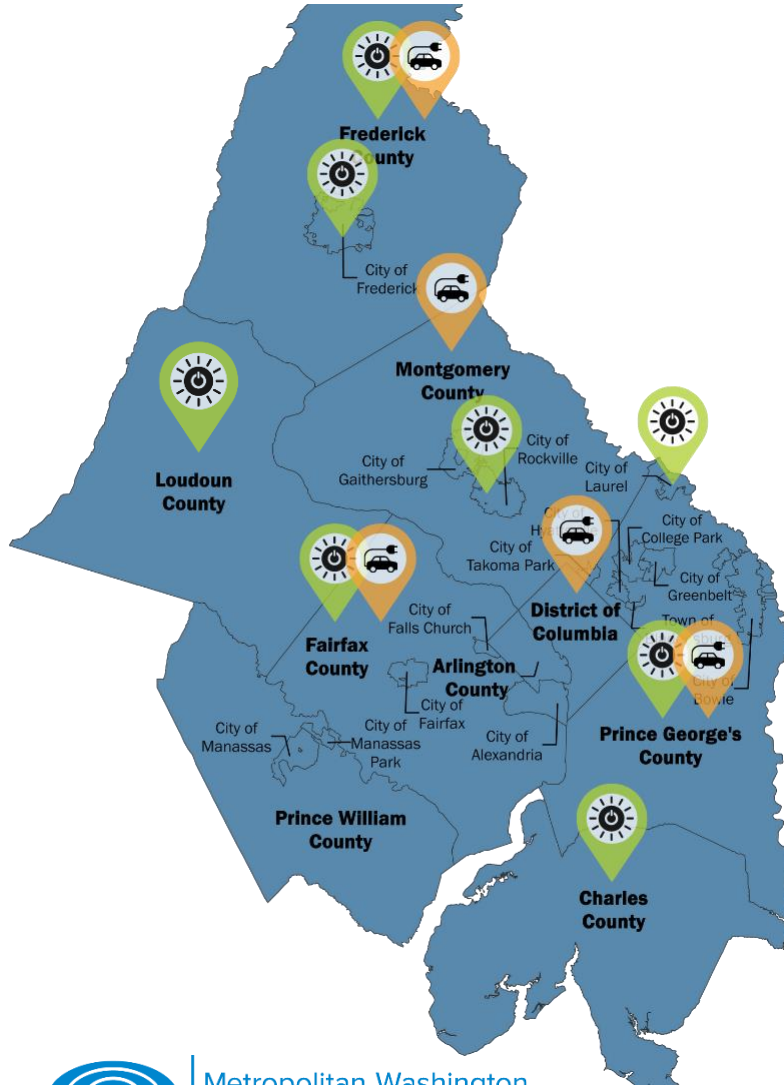 Frederick
County
City of
Frederick
Montgomery
County
City of
Rockville
City of
Gaithersburg
City of
Laurel
Loudoun
County
City of
City of
College Park
City of
Takoma Park
City of
Greenbelt
District of
Columbia
Town of
City of
Falls Church
Fairfax
County
Arlington
County
City of
Bowie
City of
Fairfax
City of
Manassas
City of
Manassas
Park
City of
Alexandria
Prince George's
County
Prince William
County
Charles
County
Metropolitan Washington